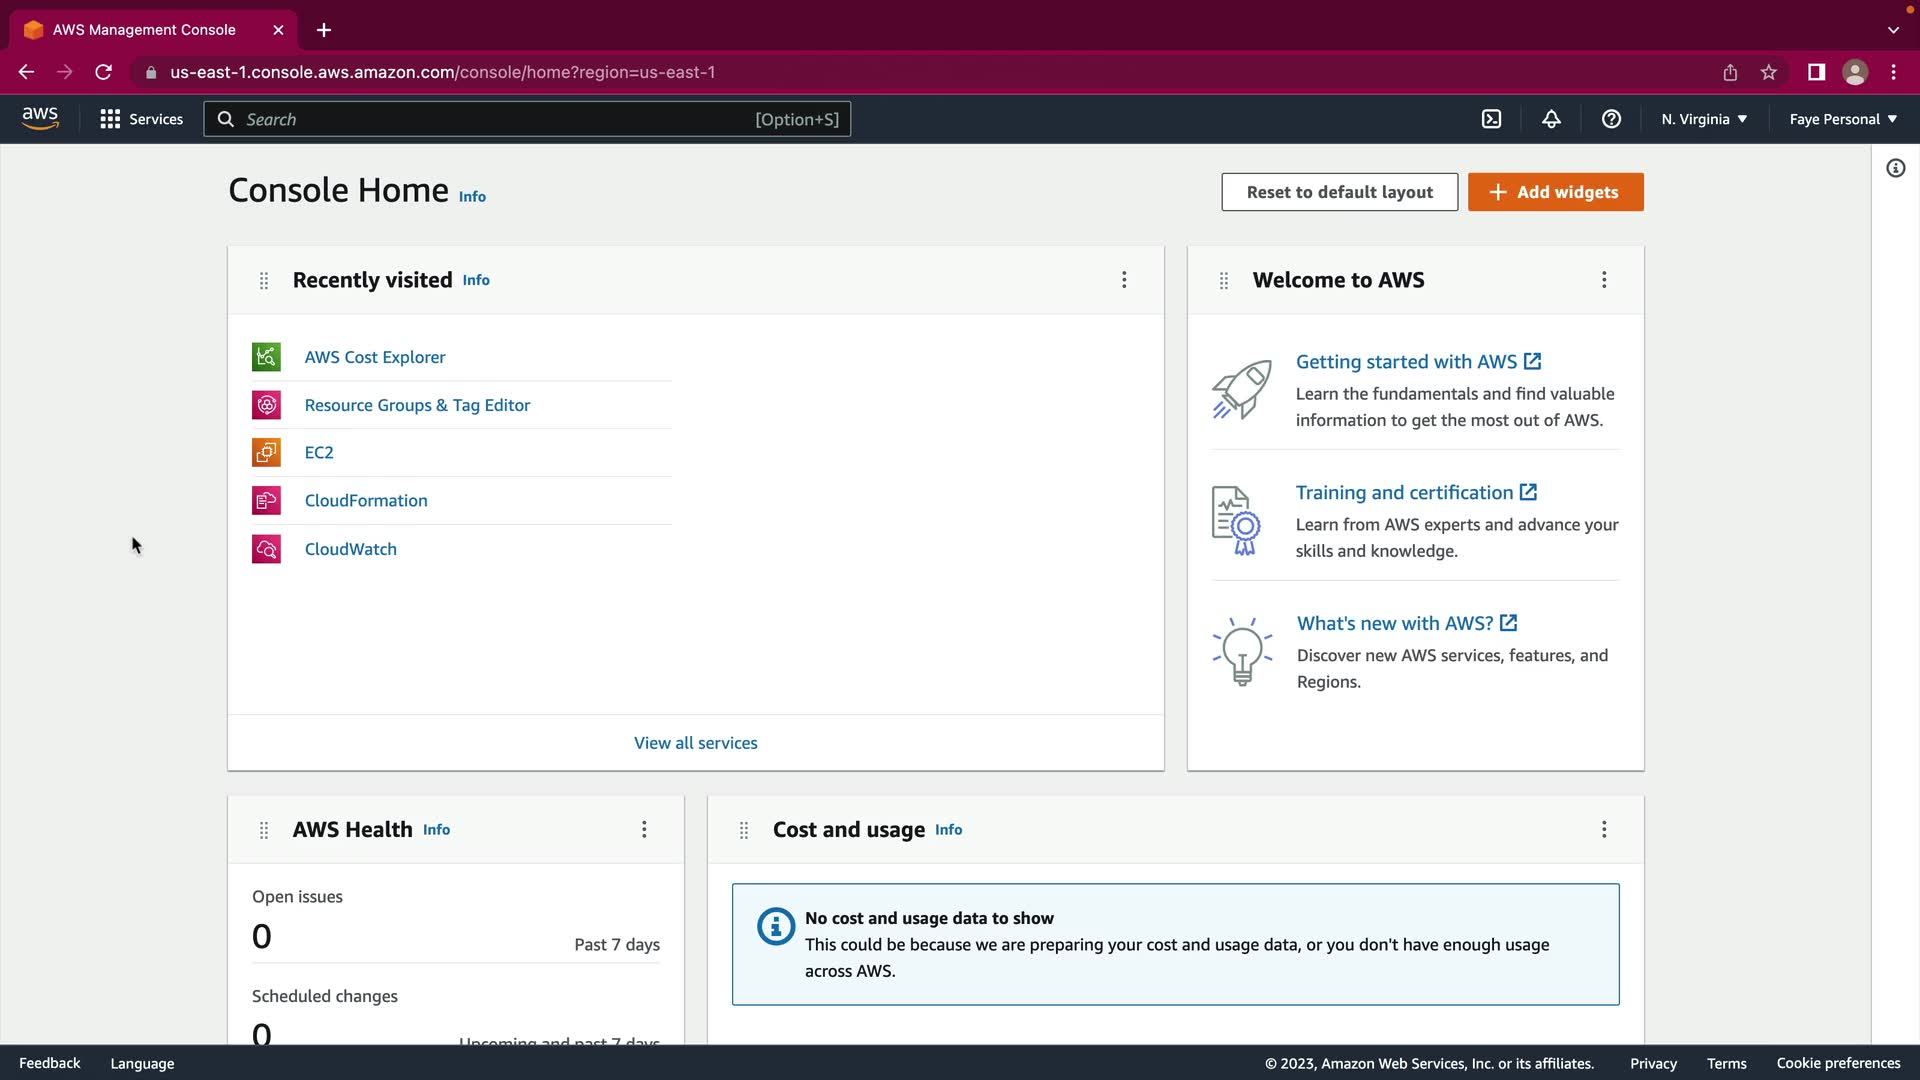 AWS Management Console
us-east-1.console.aws.amazon.com/console/home?region=us-east-1
aws Services Search [Option+S] N. Virginia Faye Personal
Console Home Info
Reset to default layout
Add widgets
Recently visited Info
AWS Cost Explorer
Resource Groups & Tag Editor
EC2
CloudFormation
CloudWatch
View all services
Welcome to AWS
Getting started with AWS
Learn the fundamentals and find valuable
information to get the most out of AWS.
Training and certification
Learn from AWS experts and advance your
skills and knowledge.
What's new with AWS?
Discover new AWS services, features, and
Regions.
AWS Health Info
Open issues
0
Past 7 days
Scheduled changes
0
Upcoming and past 7 days
Cost and usage Info
No cost and usage data to show
This could be because we are preparing your cost and usage data, or you don't have enough usage
across AWS.
Feedback Language © 2023, Amazon Web Services, Inc. or its affiliates. Privacy Terms Cookie preferences